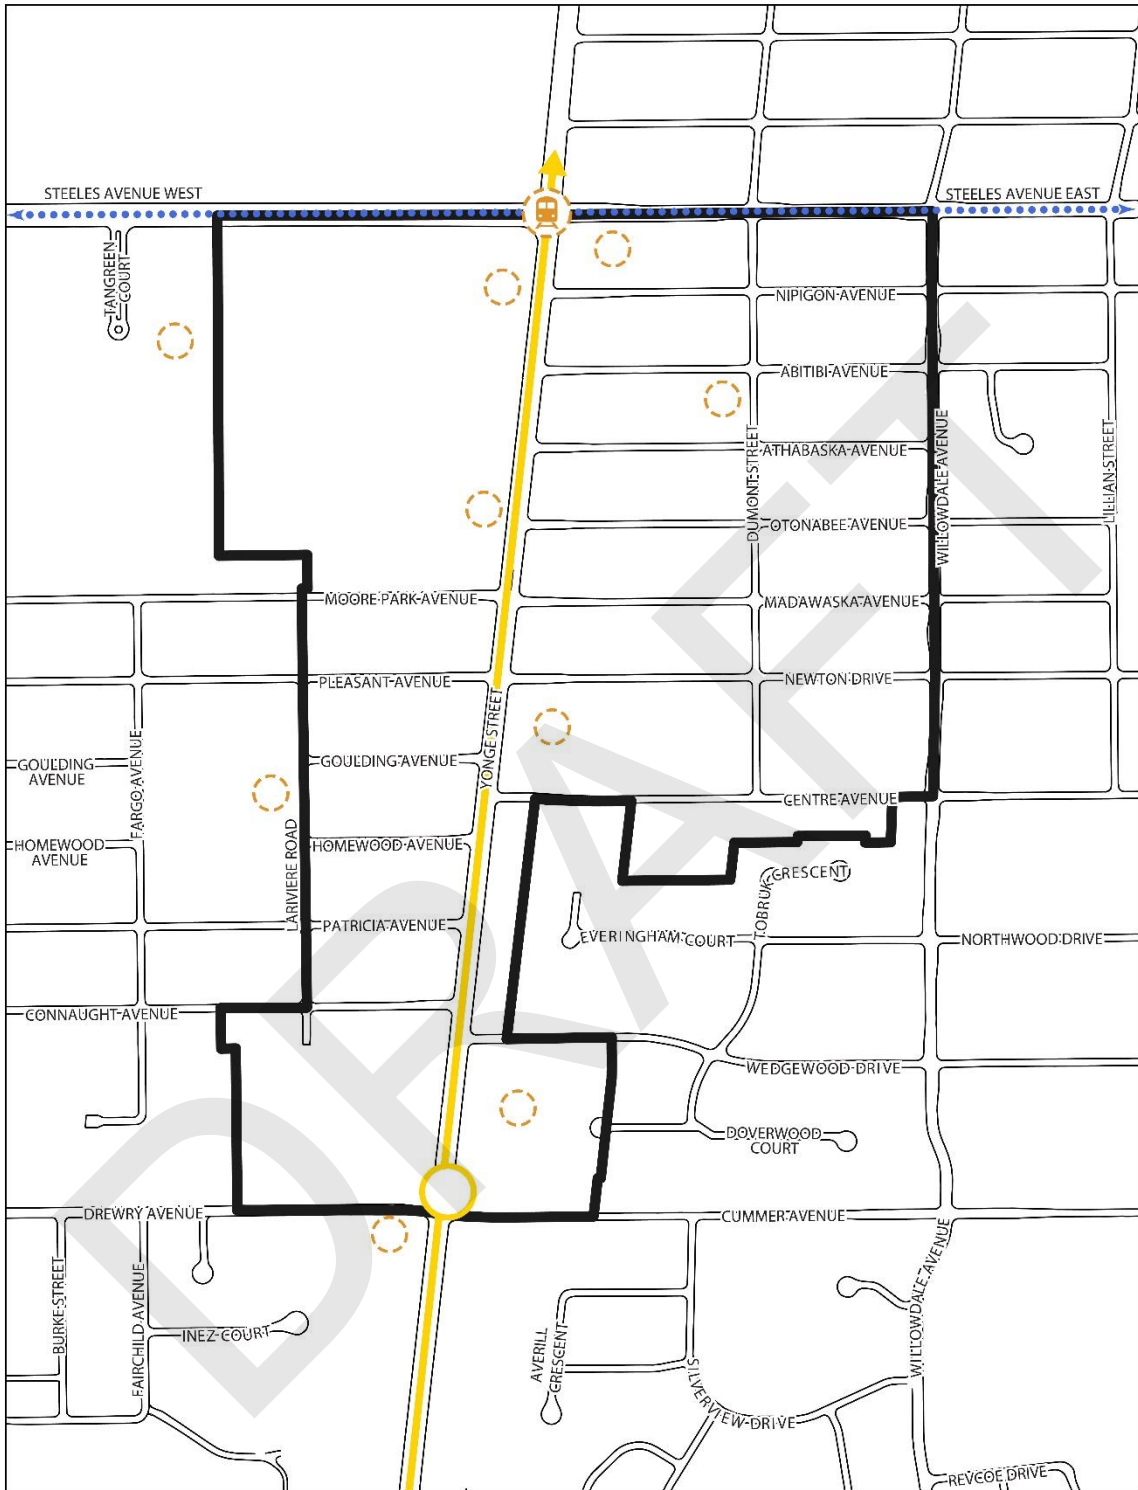 STEELES AVENUE WEST
STEELES AVENUE EAST
TANGREEN
COURT
NIPIGON AVENUE
ABITIBI AVENUE
ATHABASKA AVENUE
DUMONT STREET
WILLOWDALE AVENUE
LILLIAN STREET
OTONABEE AVENUE
MOORE PARK AVENUE
MADAWASKA AVENUE
PLEASANT AVENUE
NEWTON DRIVE
YONGE STREET
GOULDING
AVENUE
FARGO AVENUE
GOULDING AVENUE
CENTRE AVENUE
HOMEWOOD
AVENUE
LARIVIERE ROAD
HOMEWOOD AVENUE
TOBRUK
CRESCENT
PATRICIA AVENUE
EVERINGHAM COURT
NORTHWOOD DRIVE
CONNAUGHT AVENUE
WEDGEWOOD DRIVE
DOVERWOOD
COURT
DREWRY AVENUE
CUMMER AVENUE
BURKE STREET
FAIRCHILD AVENUE
INEZ COURT
AVERILL
CRESCENT
SILVERVIEW DRIVE
WILLOWDALE AVENUE
REVCOE DRIVE
DRAFT